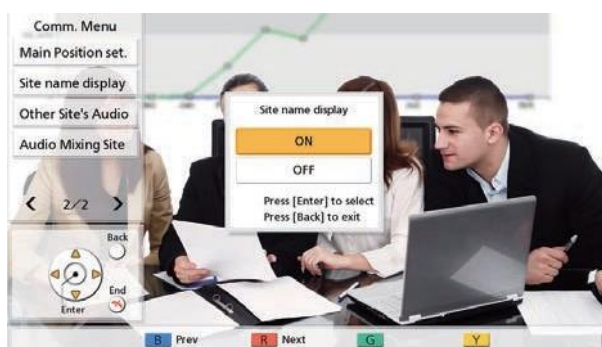 Comm. Menu
Main Position set.
Site name display
Other Site's Audio
Audio Mixing Site
2/2
Back
End
Enter
Site name display
ON
OFF
Press [Enter] to select
Press [Back] to exit
B Prev R Next G Y